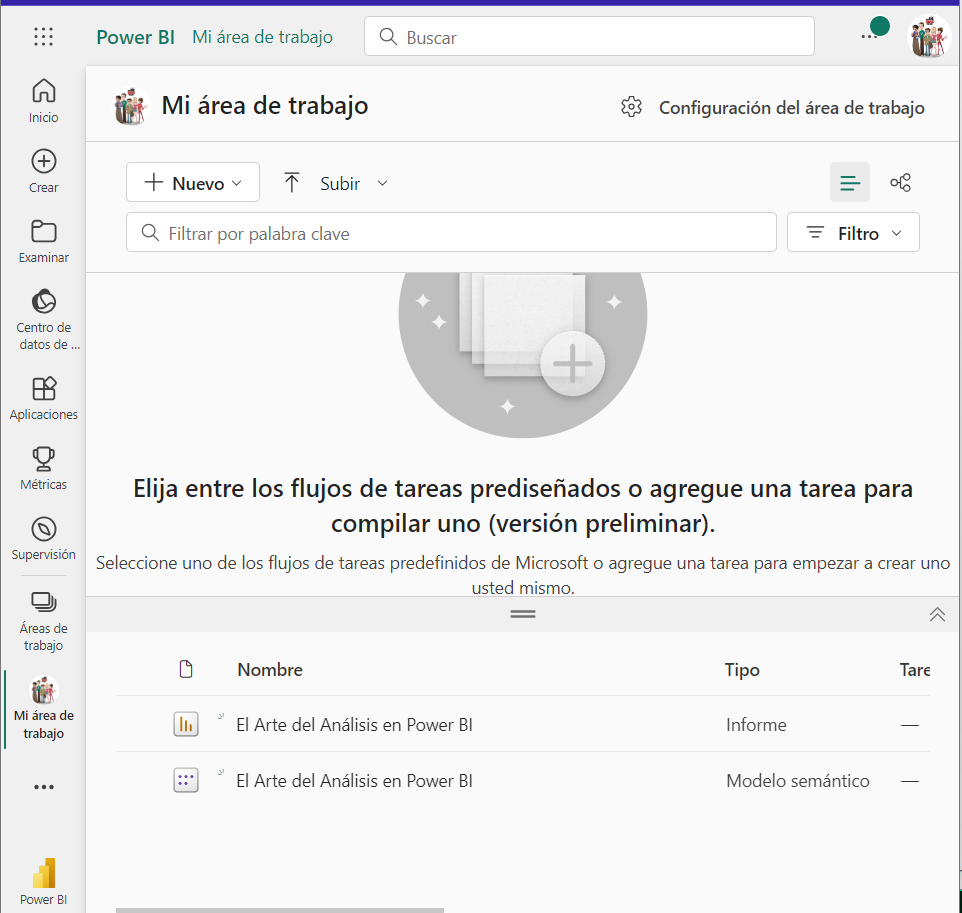 Power BI
Mi área de trabajo
Buscar
...
Inicio
Crear
Examinar
Centro de
datos de ...
Aplicaciones
Métricas
Supervisión
Áreas de
trabajo
Mi área de
trabajo
Power BI
Mi área de trabajo
Configuración del área de trabajo
Nuevo
Subir
Filtrar por palabra clave
Filtro
Elija entre los flujos de tareas prediseñados o agregue una tarea para
compilar uno (versión preliminar).
Seleccione uno de los flujos de tareas predefinidos de Microsoft o agregue una tarea para empezar a crear uno
usted mismo.
Nombre Tipo Tare
El Arte del Análisis en Power BI Informe —
El Arte del Análisis en Power BI Modelo semántico —